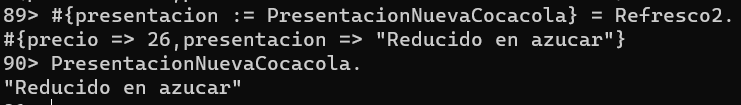 89> #{presentacion := PresentacionNuevaCocacola} = Refresco2.
#{precio => 26,presentacion => "Reducido en azucar"}
90> PresentacionNuevaCocacola.
"Reducido en azucar"